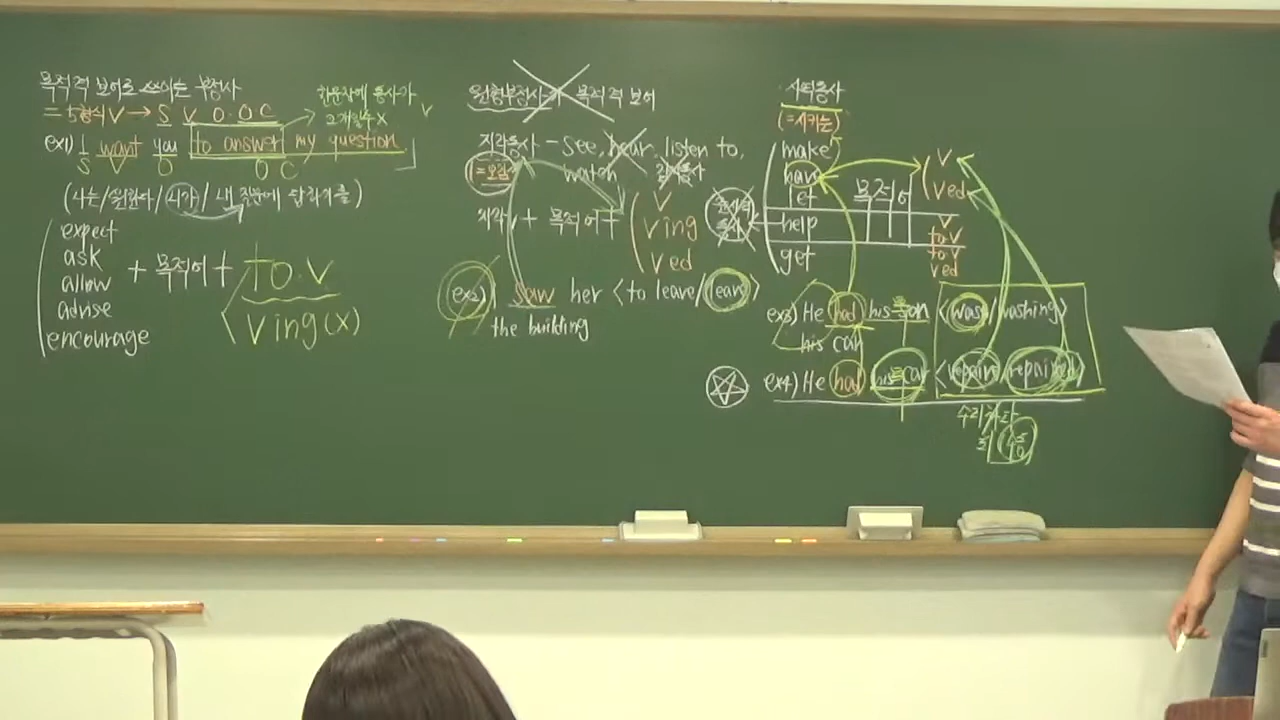 목적격 보어로 쓰이는 부정사
= 5형식 V → S V O. O C
한문장에 동사가
2개일수 X
V
ex1) I want you to answer my question
S V O O C
(나는/원한다/네가/ 내 질문에 답하기를)
expect
ask
allow
advise
encourage
+ 목적어 +
to.V
Ving(X)
원형부정사가 목적격 보어
지각동사 - see, hear, listen to,
watch
지각 + 목적어 +
V
Ving
Ved
ex2) I saw her <to leave/leave>
the building
사역동사
(=시키는)
make
have
let
help
get
목적어
V
Ved
V
to V
to V
Ved
ex3) He had his son <wash/washing>
his car
ex4) He had his car <repair/repaired>
수리하다